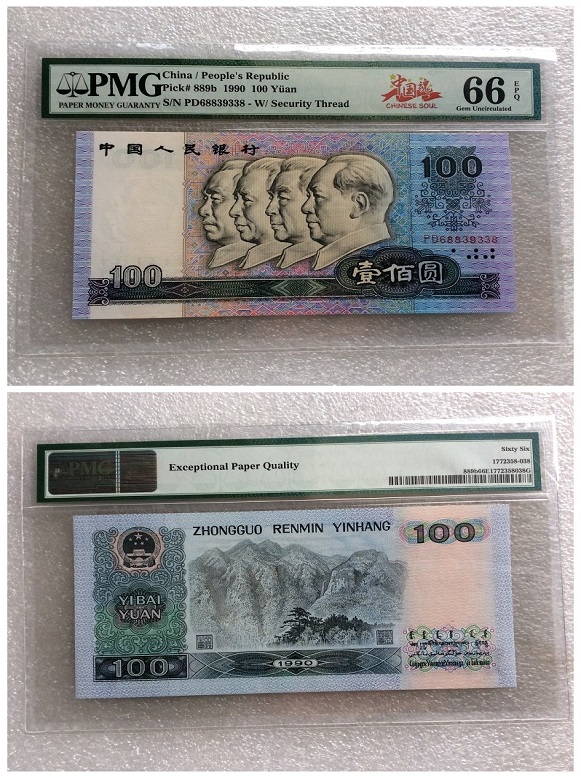 PMG
PAPER MONEY GUARANTY
China / People's Republic
Pick# 889b 1990 100 Yüan
S/N PD68839338 - W/ Security Thread
中国魂
CHINESE SOUL
66 EPQ
Gem Uncirculated
中国人民银行
100
PD68839338
100
壹佰圆
PMG
Exceptional Paper Quality
Sixty Six
1772358-038
889b66E1772358038G
ZHONGGUO RENMIN YINHANG
100
YIBAI
YUAN
100
1990